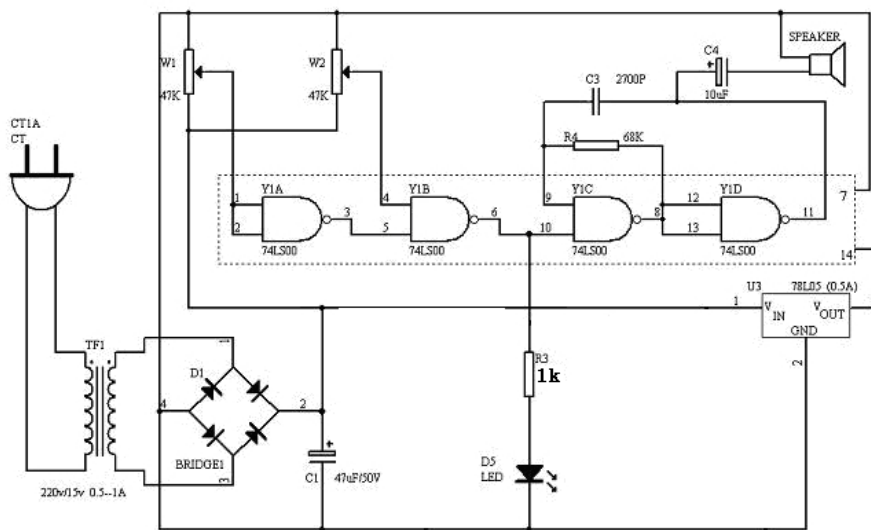 C4
SPEAKER
W1
W2
47K
47K
C3 2700P
+
10uF
R4 68K
CT1A
CT
1
2
Y1A
3
74LS00
4
5
Y1B
6
74LS00
9
10
Y1C
8
74LS00
12
13
Y1D
11
74LS00
7
14
U3 78L05 (0.5A)
1
VIN
VOUT
GND
2
TF1
1
D1
4
2
R3
1k
BRIDGE1
3
+
C1
47uF/50V
D5
LED
220v/15v 0.5--1A